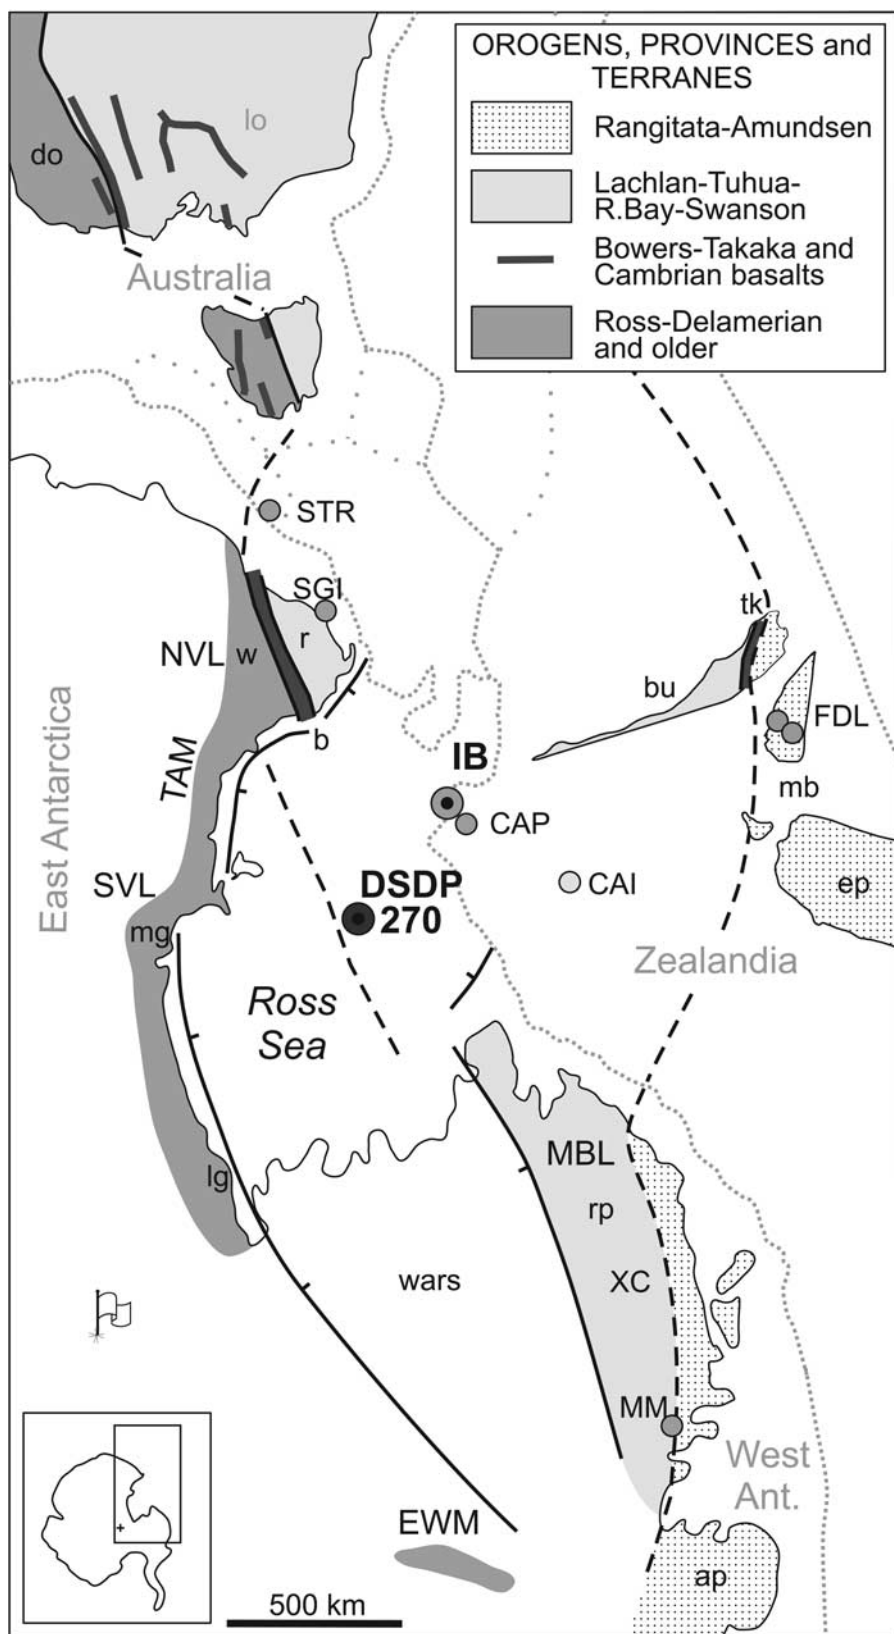 OROGENS, PROVINCES and
TERRANES
Rangitata-Amundsen
Lachlan-Tuhua-
R.Bay-Swanson
Bowers-Takaka and
Cambrian basalts
Ross-Delamerian
and older
lo
do
Australia
STR
SGI
r
NVL
w
b
TAM
East Antarctica
tk
bu
FDL
mb
IB
CAP
CAI
ep
SVL
mg
DSDP
270
Zealandia
Ross
Sea
lg
MBL
rp
XC
wars
MM
West
Ant.
EWM
ap
500 km